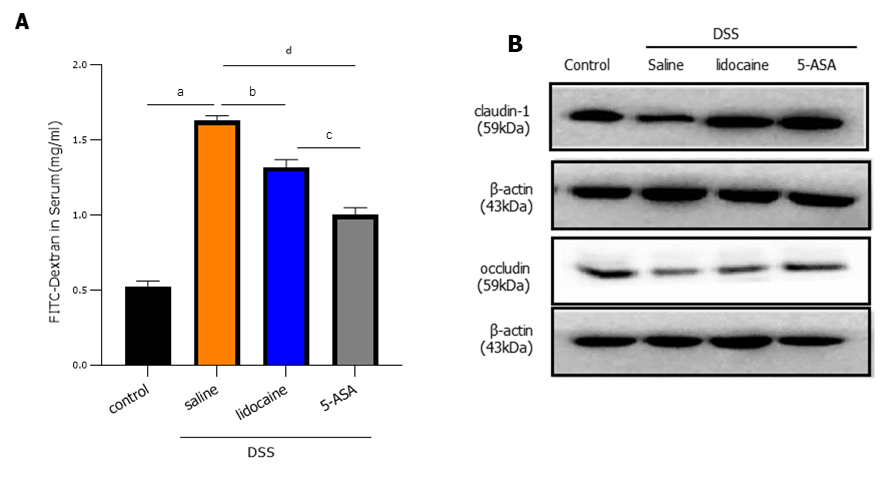 A
FITC-Dextran in Serum(mg/ml)
2.0
1.5
1.0
0.5
0.0
a
b
c
d
control
saline
lidocaine
5-ASA
DSS
B
DSS
Control
Saline
lidocaine
5-ASA
claudin-1
(59kDa)
β-actin
(43kDa)
occludin
(59kDa)
β-actin
(43kDa)